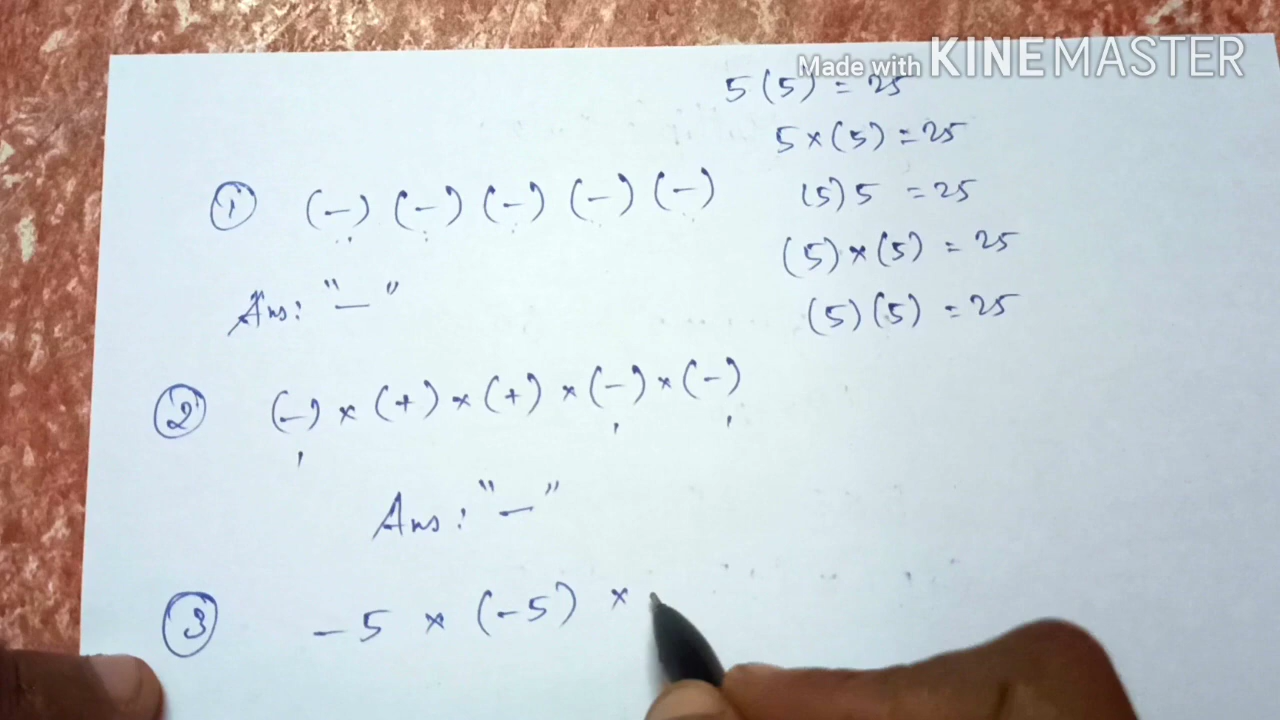 Made with KINEMASTER
5(5) = 25
5×(5) = 25
① (–) (–) (–) (–) (–)
(5) 5 = 25
(5)×(5) = 25
Ans: "–"
(5)(5) = 25
② (–) × (+) × (+) × (–) × (–)
Ans: "–"
③ –5 × (–5) ×